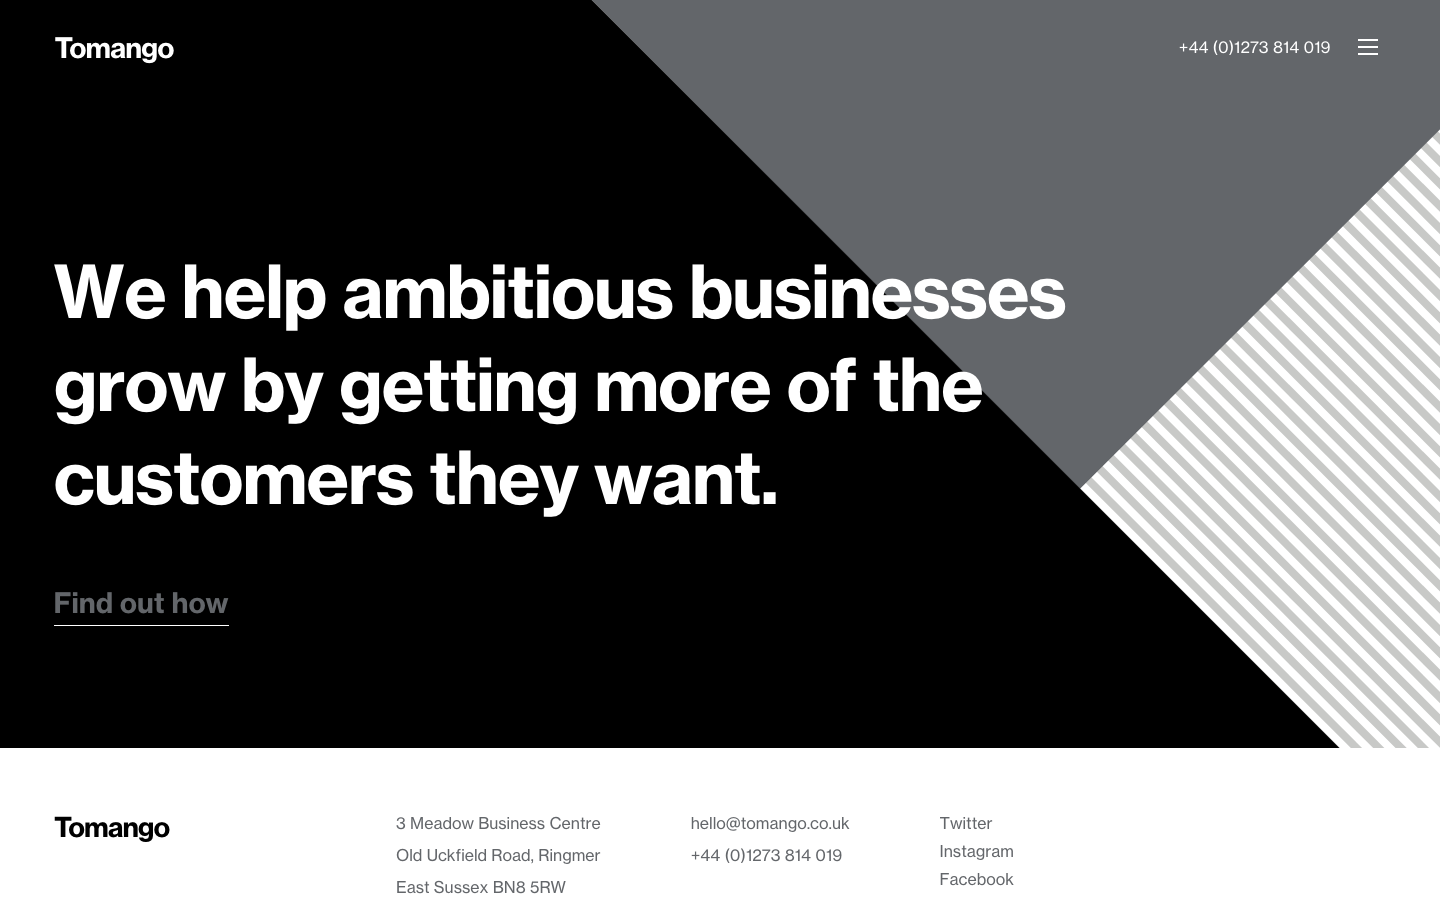 Tomango
+44 (0)1273 814 019
We help ambitious businesses
grow by getting more of the
customers they want.
Find out how
Tomango
3 Meadow Business Centre
Old Uckfield Road, Ringmer
East Sussex BN8 5RW
hello@tomango.co.uk
+44 (0)1273 814 019
Twitter
Instagram
Facebook